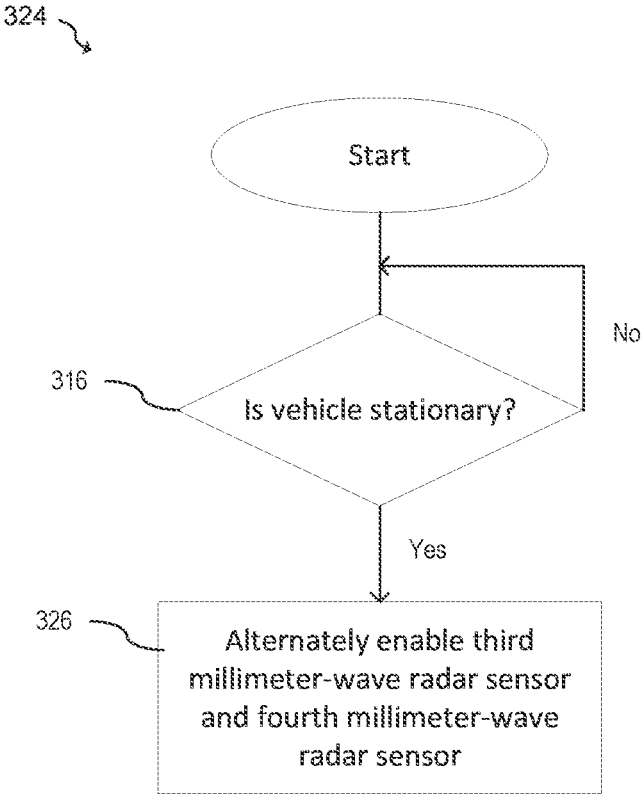 324
Start
No
316
Is vehicle stationary?
Yes
326
Alternately enable third
millimeter-wave radar sensor
and fourth millimeter-wave
radar sensor